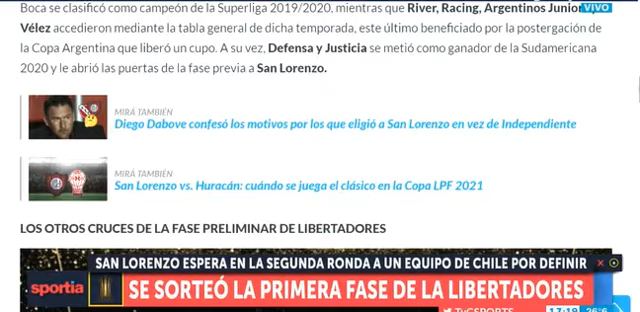 Boca se clasificó como campeón de la Superliga 2019/2020, mientras que River, Racing, Argentinos Juniors y
VIVO
Vélez accedieron mediante la tabla general de dicha temporada, este último beneficiado por la postergación de
la Copa Argentina que liberó un cupo. A su vez, Defensa y Justicia se metió como ganador de la Sudamericana
2020 y le abrió las puertas de la fase previa a San Lorenzo.
MIRÁ TAMBIÉN
Diego Dabove confesó los motivos por los que eligió a San Lorenzo en vez de Independiente
MIRÁ TAMBIÉN
San Lorenzo vs. Huracán: cuándo se juega el clásico en la Copa LPF 2021
LOS OTROS CRUCES DE LA FASE PRELIMINAR DE LIBERTADORES
SAN LORENZO ESPERA EN LA SEGUNDA RONDA A UN EQUIPO DE CHILE POR DEFINIR
sportia
SE SORTEÓ LA PRIMERA FASE DE LA LIBERTADORES
TyCSPORTS
17:19
26°6